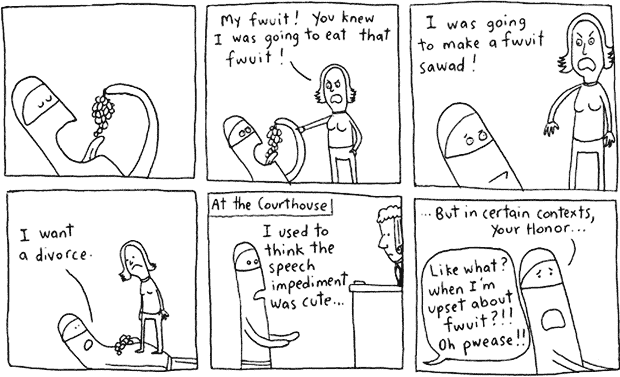 My fwuit! You knew
I was going to eat that
fwuit!
I was going
to make a fwuit
sawad!
I want
a divorce.
At the Courthouse
I used to
think the
speech
impediment
was cute...
...But in certain contexts,
Your Honor...
Like what?
when I'm
upset about
fwuit?!!
Oh pwease!!